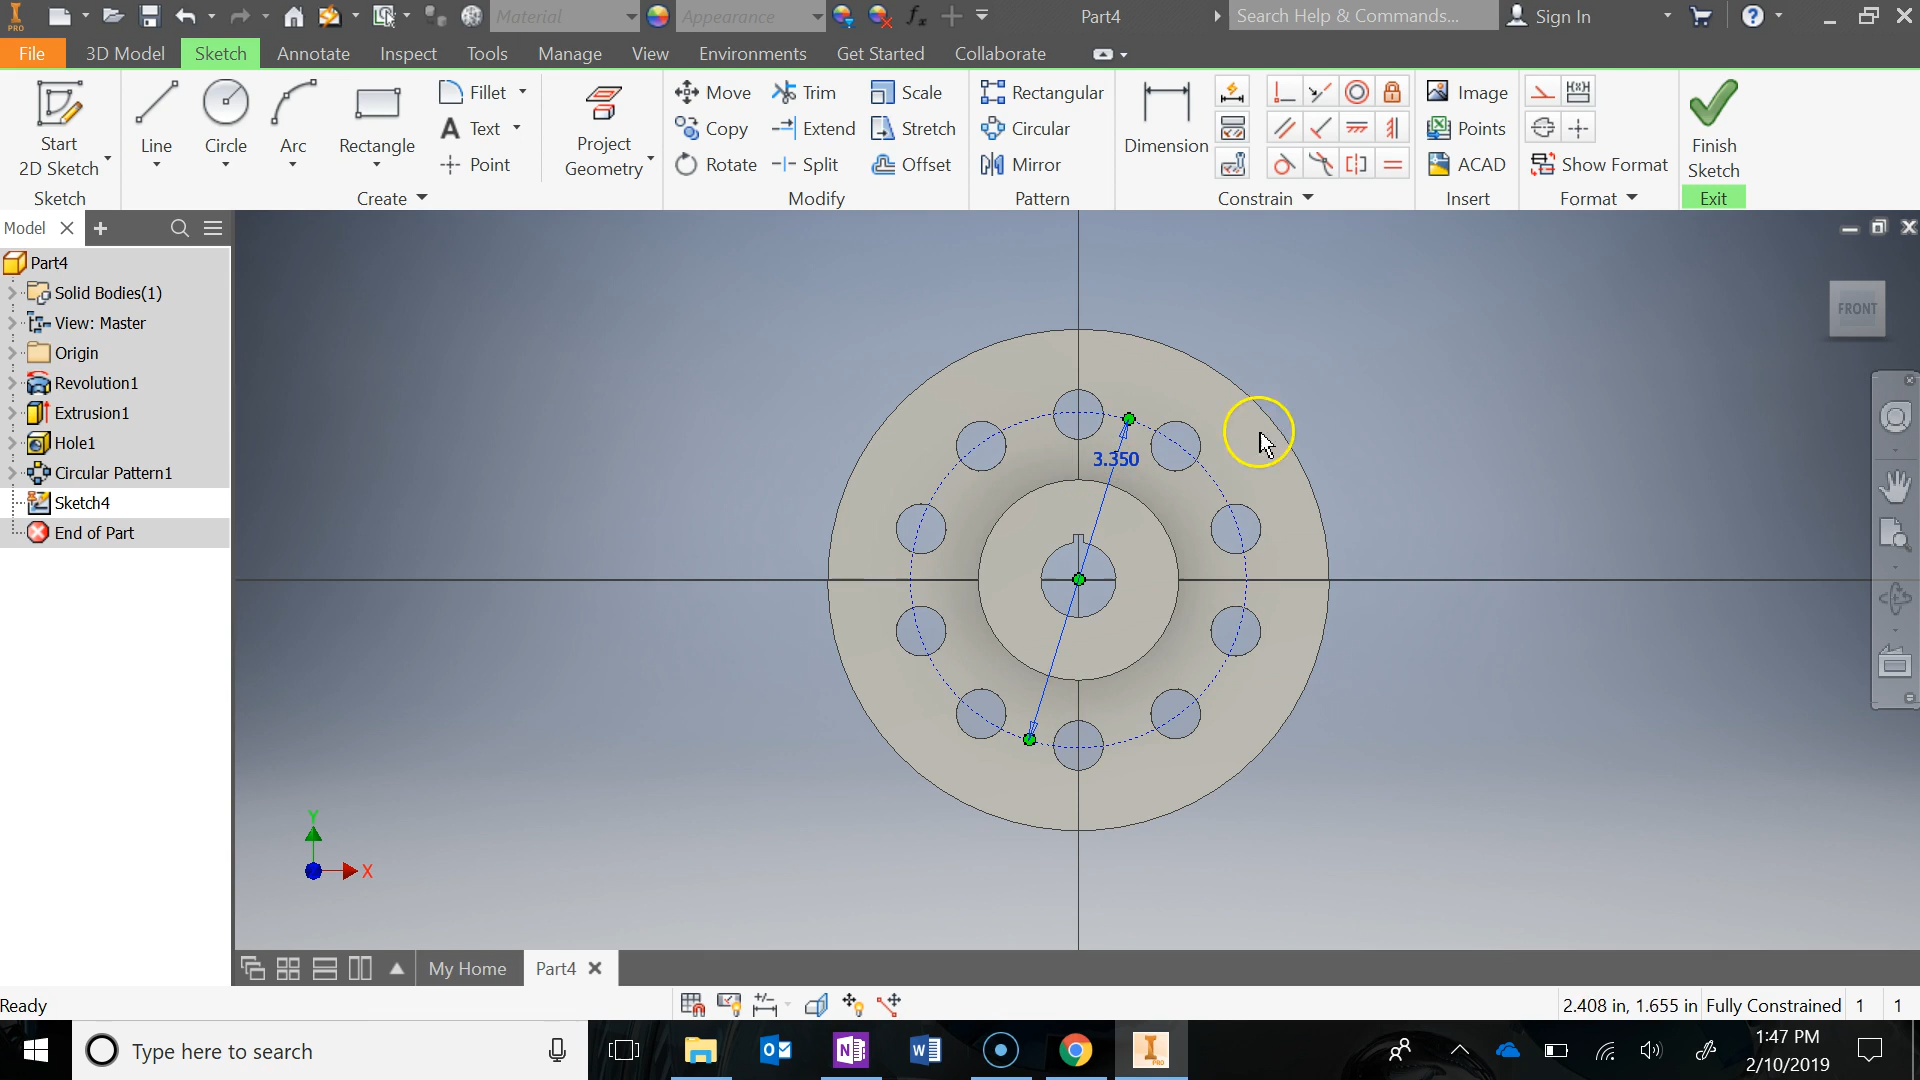 PRO
Material
Appearance
fx
Part4
Search Help & Commands...
Sign In
File
3D Model
Sketch
Annotate
Inspect
Tools
Manage
View
Environments
Get Started
Collaborate
Start
2D Sketch
Line
Circle
Arc
Rectangle
Fillet
Text
Point
Project
Geometry
Move
Copy
Rotate
Trim
Extend
Split
Scale
Stretch
Offset
Rectangular
Circular
Mirror
Dimension
Image
Points
ACAD
Show Format
Finish
Sketch
Sketch
Create
Modify
Pattern
Constrain
Insert
Format
Exit
Model
Part4
Solid Bodies(1)
View: Master
Origin
Revolution1
Extrusion1
Hole1
Circular Pattern1
Sketch4
End of Part
FRONT
3.350
Y
X
My Home
Part4
Ready
2.408 in, 1.655 in
Fully Constrained
1
1
Type here to search
PRO
1:47 PM
2/10/2019